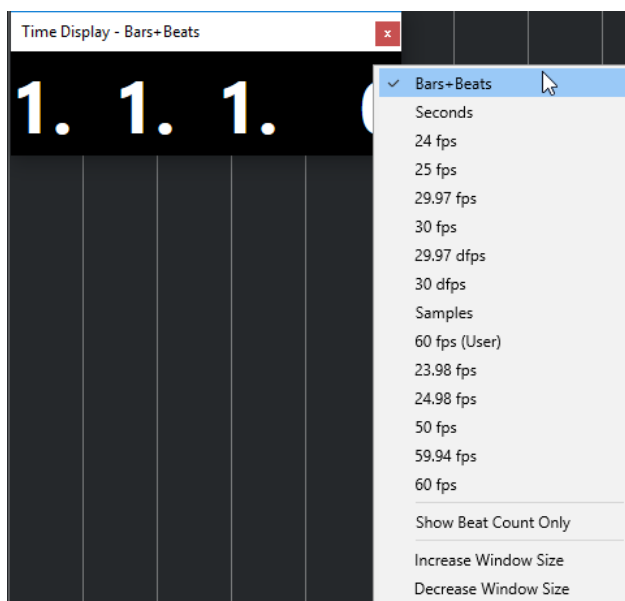 Time Display - Bars+Beats
x
1. 1. 1.
Bars+Beats
Seconds
24 fps
25 fps
29.97 fps
30 fps
29.97 dfps
30 dfps
Samples
60 fps (User)
23.98 fps
24.98 fps
50 fps
59.94 fps
60 fps
Show Beat Count Only
Increase Window Size
Decrease Window Size